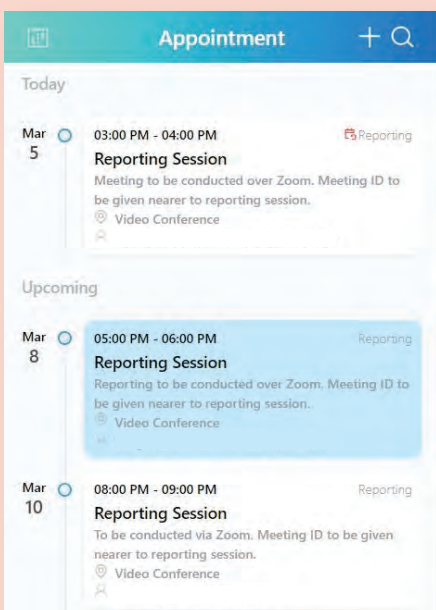 Appointment
Today
Mar
5
03:00 PM - 04:00 PM
Reporting
Reporting Session
Meeting to be conducted over Zoom. Meeting ID to
be given nearer to reporting session.
Video Conference
Upcoming
Mar
8
05:00 PM - 06:00 PM
Reporting
Reporting Session
Reporting to be conducted over Zoom. Meeting ID to
be given nearer to reporting session.
Video Conference
Mar
10
08:00 PM - 09:00 PM
Reporting
Reporting Session
To be conducted via Zoom. Meeting ID to be given
nearer to reporting session.
Video Conference